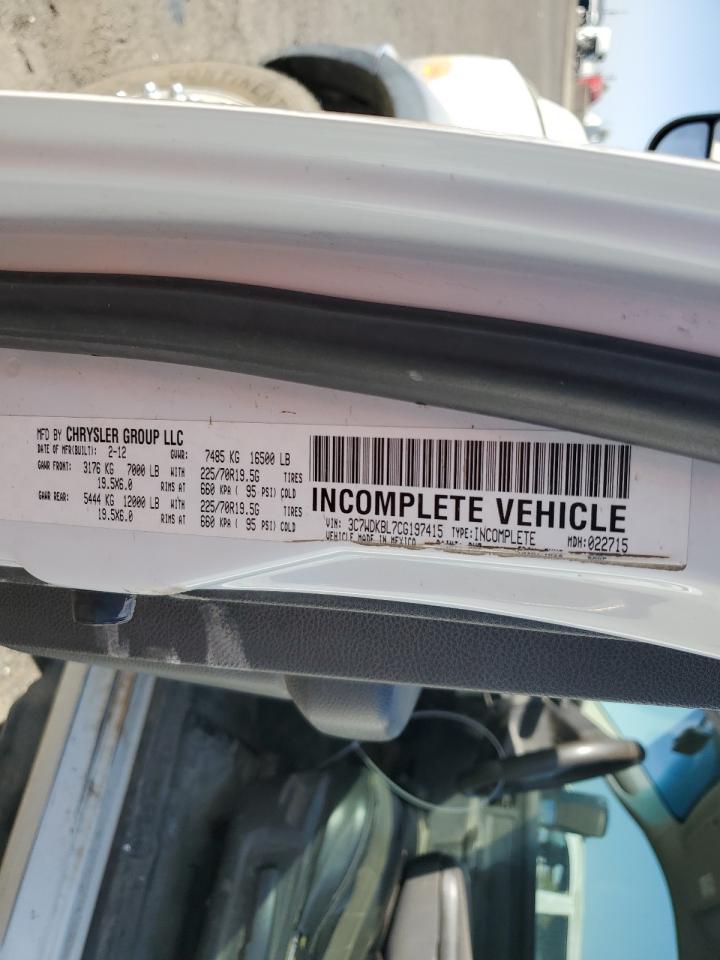 MFD BY CHRYSLER GROUP LLC
DATE OF MFR(BUILT): 2-12 GVWR: 7485 KG 16500 LB
GAWR FRONT: 3176 KG 7000 LB WITH 225/70R19.5G TIRES
19.5X6.0 RIMS AT 660 KPA ( 95 PSI) COLD
GAWR REAR: 5444 KG 12000 LB WITH 225/70R19.5G TIRES
19.5X6.0 RIMS AT 660 KPA ( 95 PSI) COLD
INCOMPLETE VEHICLE
VIN: 3C7WDKBL7CG197415 TYPE:INCOMPLETE
VEHICLE MADE IN MEXICO MDH:022715